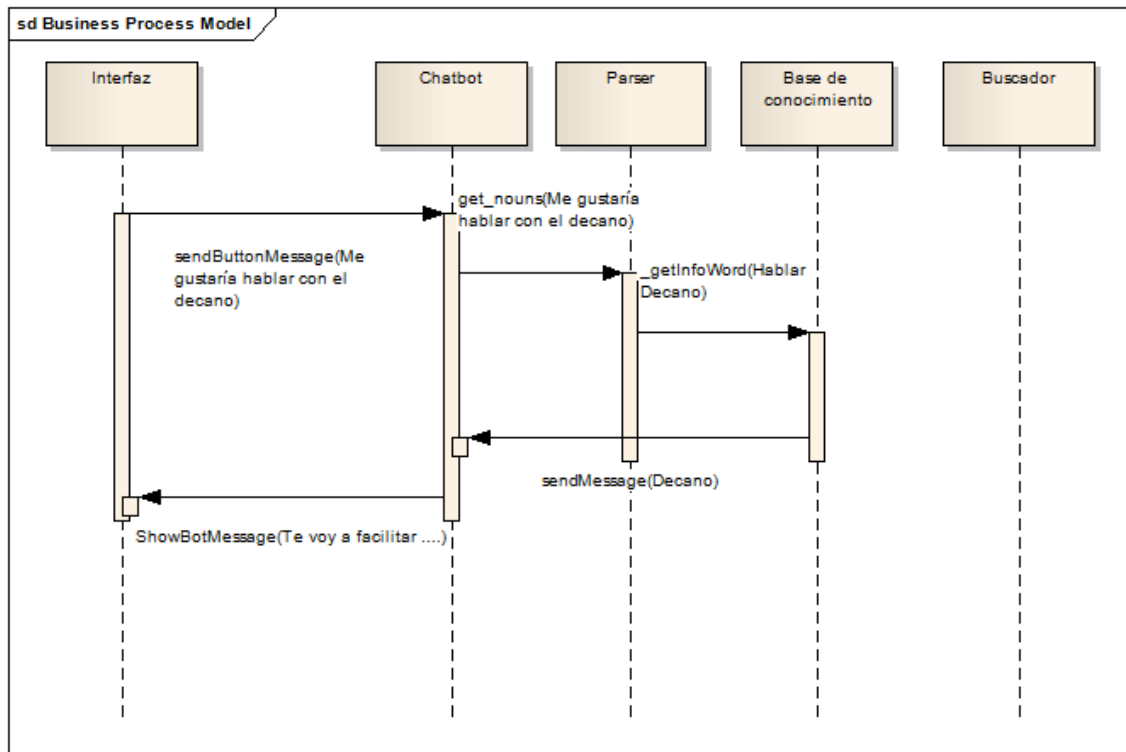 sd Business Process Model
Interfaz
Chatbot
Parser
Base de
conocimiento
Buscador
get_nouns(Me gustaría
hablar con el decano)
sendButtonMessage(Me
gustaría hablar con el
decano)
_getInfoWord(Hablar
Decano)
sendMessage(Decano)
ShowBotMessage(Te voy a facilitar ....)